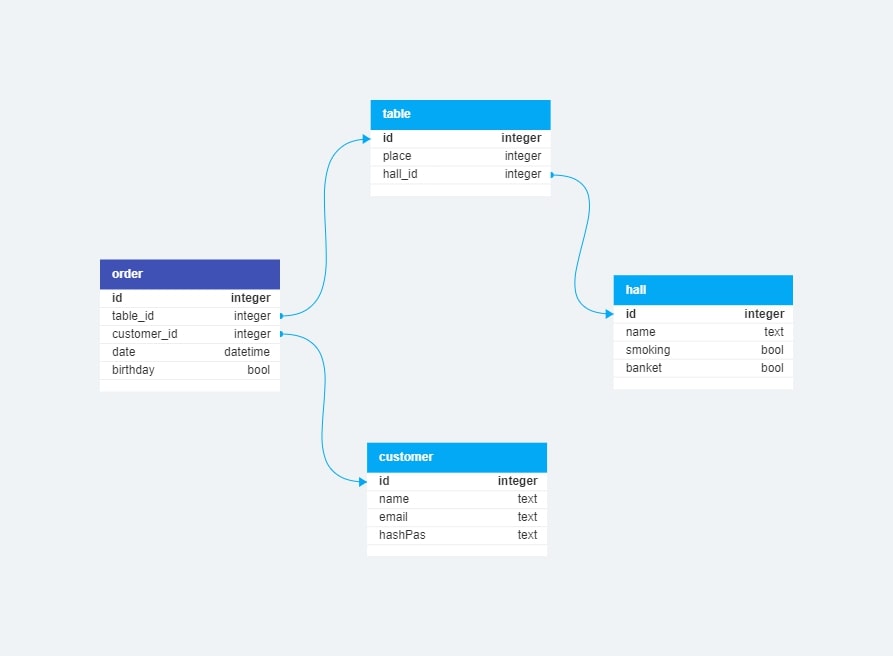 table
id integer
place integer
hall_id integer
order
id integer
table_id integer
customer_id integer
date datetime
birthday bool
hall
id integer
name text
smoking bool
banket bool
customer
id integer
name text
email text
hashPas text